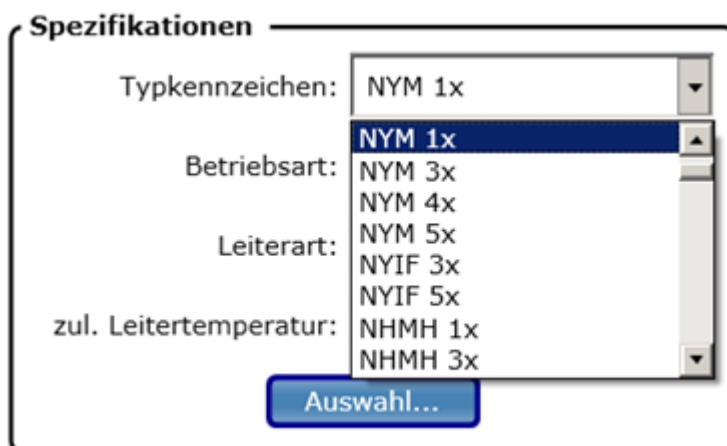 Spezifikationen
Typkennzeichen: NYM 1x
NYM 1x
Betriebsart: NYM 3x
NYM 4x
NYM 5x
Leiterart: NYIF 3x
NYIF 5x
zul. Leitertemperatur: NHMH 1x
NHMH 3x
Auswahl...